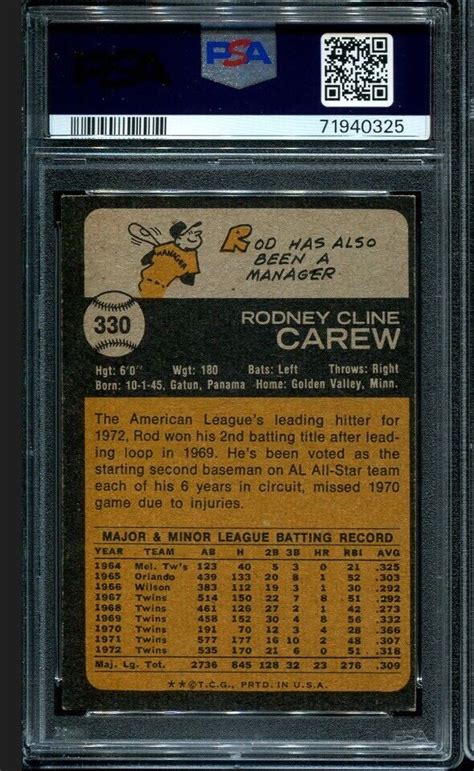 PSA
PSA
71940325
MANAGER
ROD HAS ALSO
BEEN A
MANAGER
330
RODNEY CLINE
CAREW
Hgt: 6'0" Wgt: 180 Bats: Left Throws: Right
Born: 10-1-45, Gatun, Panama Home: Golden Valley, Minn.
The American League's leading hitter for
1972, Rod won his 2nd batting title after lead-
ing loop in 1969. He's been voted as the
starting second baseman on AL All-Star team
each of his 6 years in circuit, missed 1970
game due to injuries.
MAJOR & MINOR LEAGUE BATTING RECORD
YEAR TEAM AB H 2B 3B HR RBI AVG
1964 Mel. Tw's 123 40 5 3 0 21 .325
1965 Orlando 439 133 20 8 1 52 .303
1966 Wilson 383 112 19 3 1 30 .292
1967 Twins 514 150 22 7 8 51 .292
1968 Twins 461 126 27 2 1 42 .273
1969 Twins 458 152 30 4 8 56 .332
1970 Twins 191 70 12 3 4 28 .366
1971 Twins 577 177 16 10 2 48 .307
1972 Twins 535 170 21 6 0 51 .318
Maj. Lg. Tot. 2736 845 128 32 23 276 .309
**©T.C.G., PRTD. IN U.S.A.